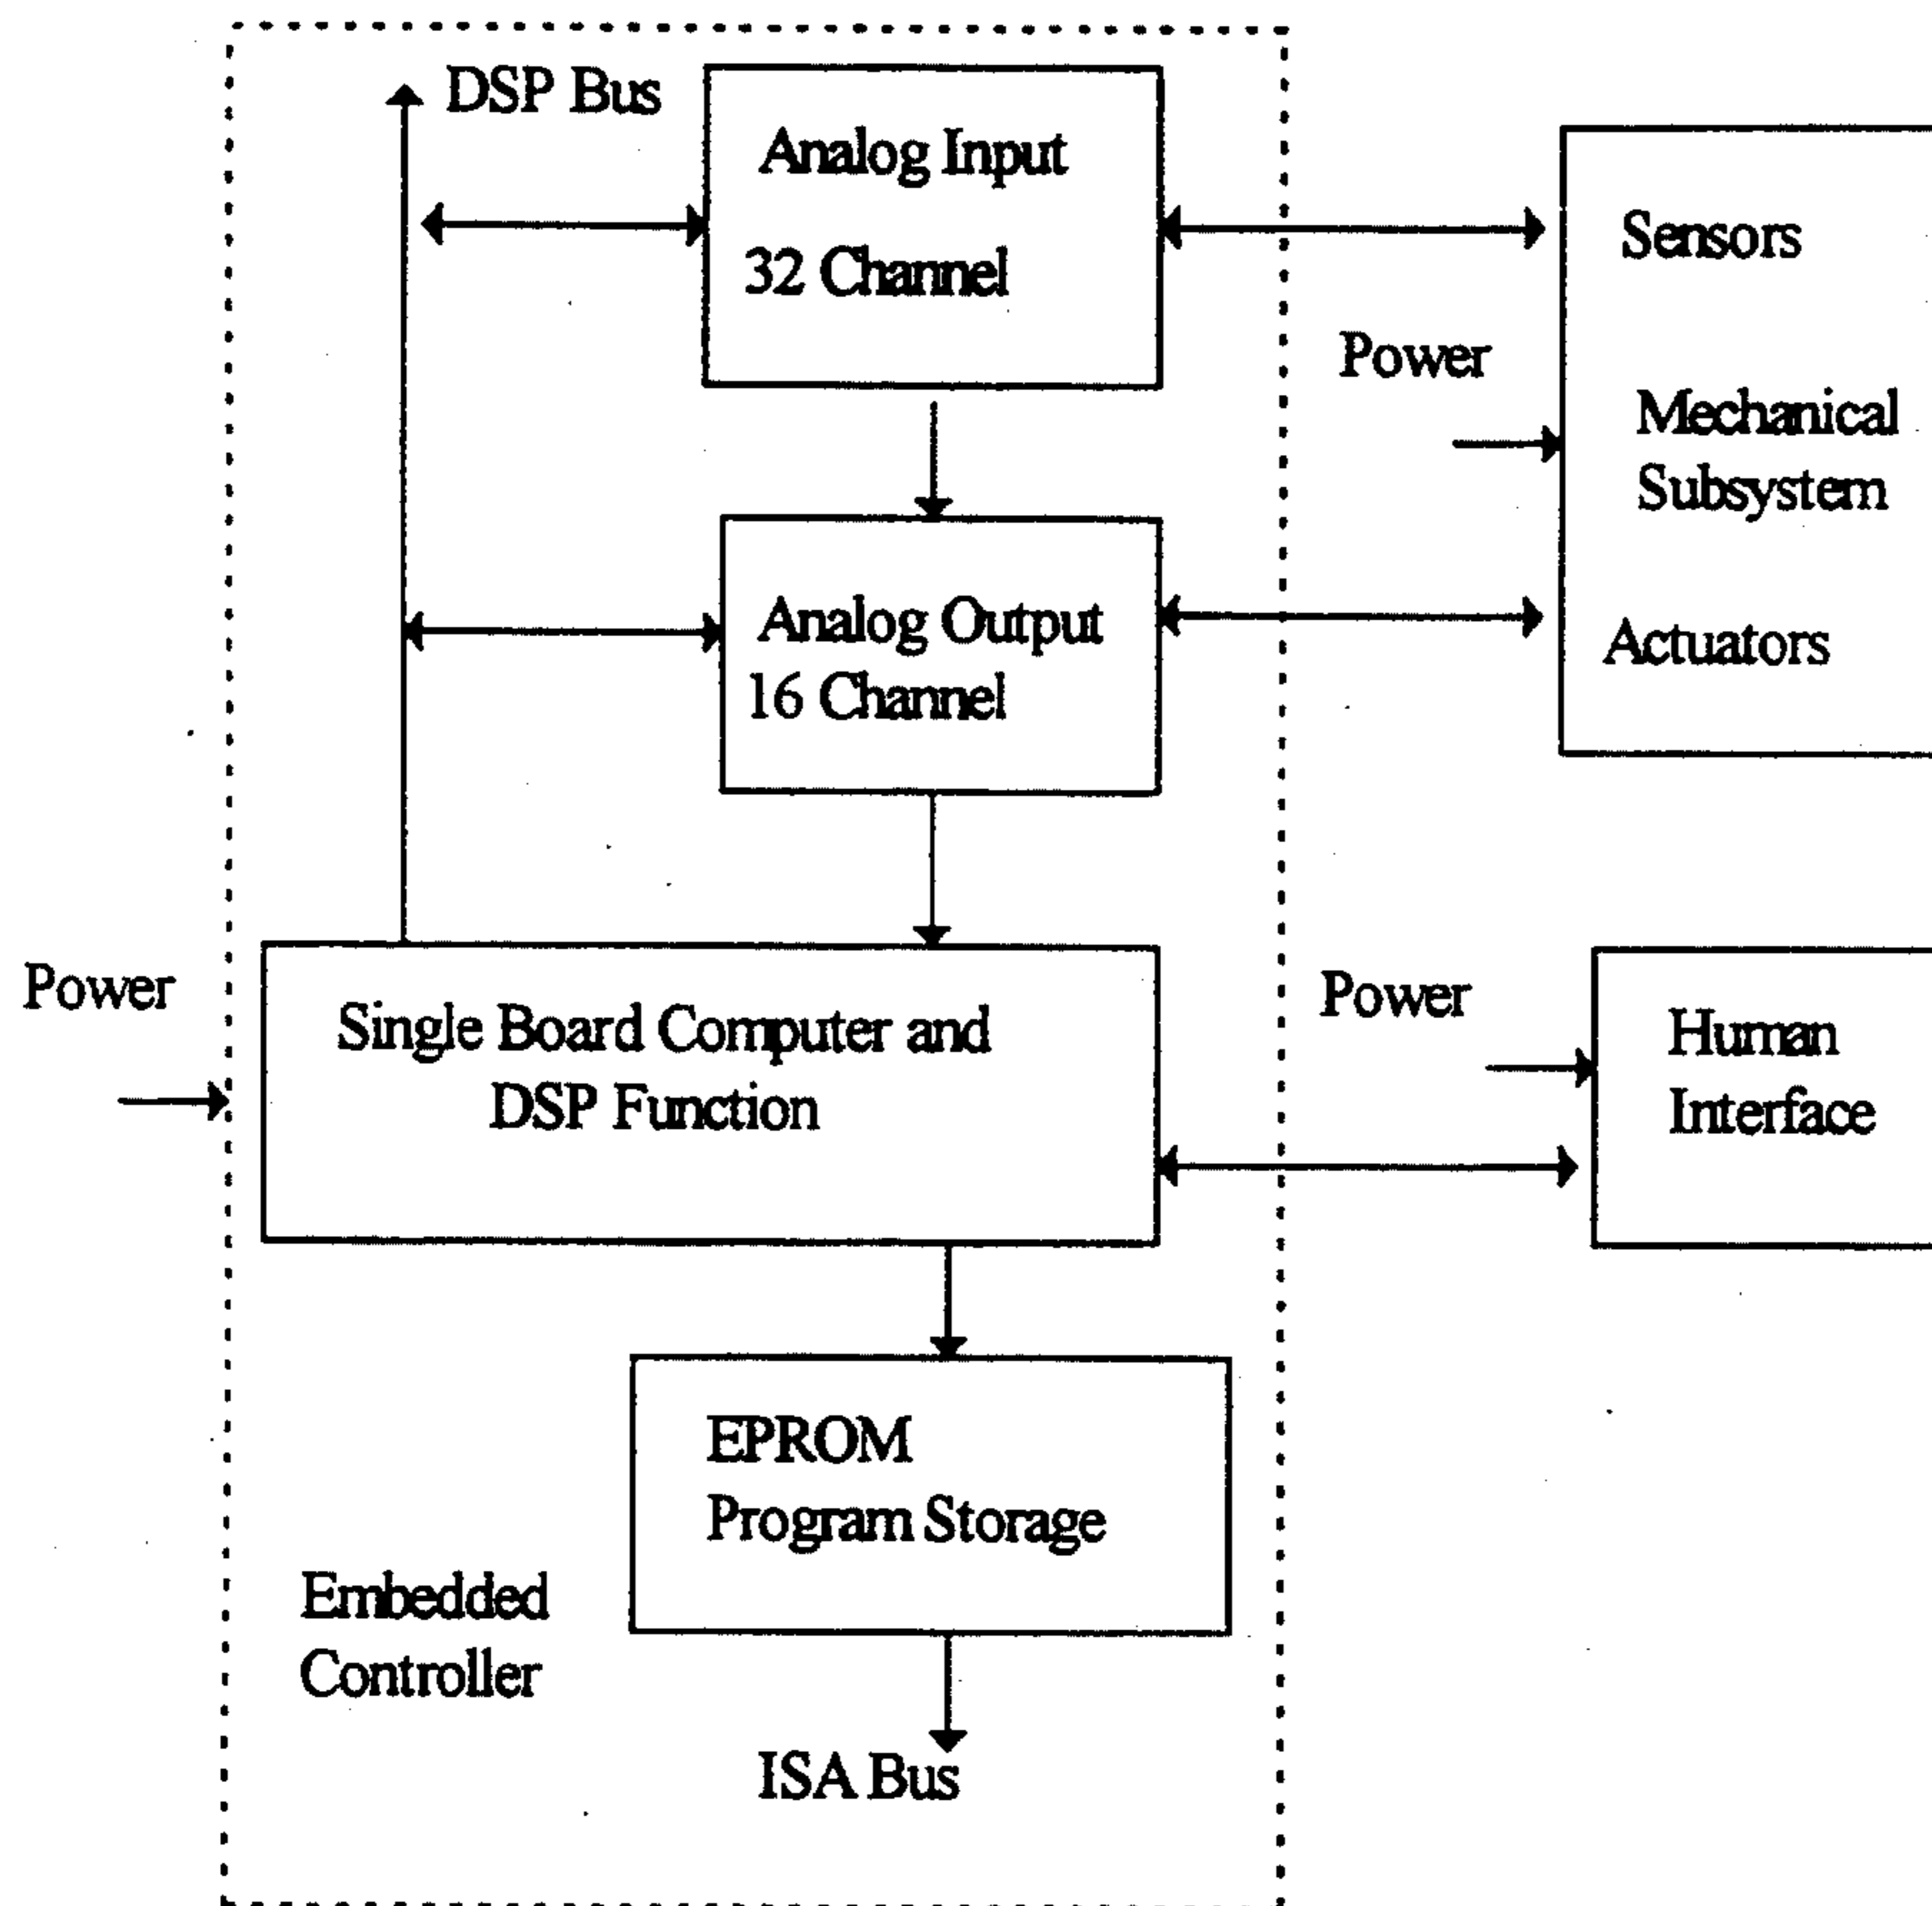 DSP Bus
Analog Input
32 Channel
Sensors
Power
Mechanical
Subsystem
Analog Output
16 Channel
Actuators
Power
Single Board Computer and
DSP Function
Power
Human
Interface
EPROM
Program Storage
Embedded
Controller
ISA Bus